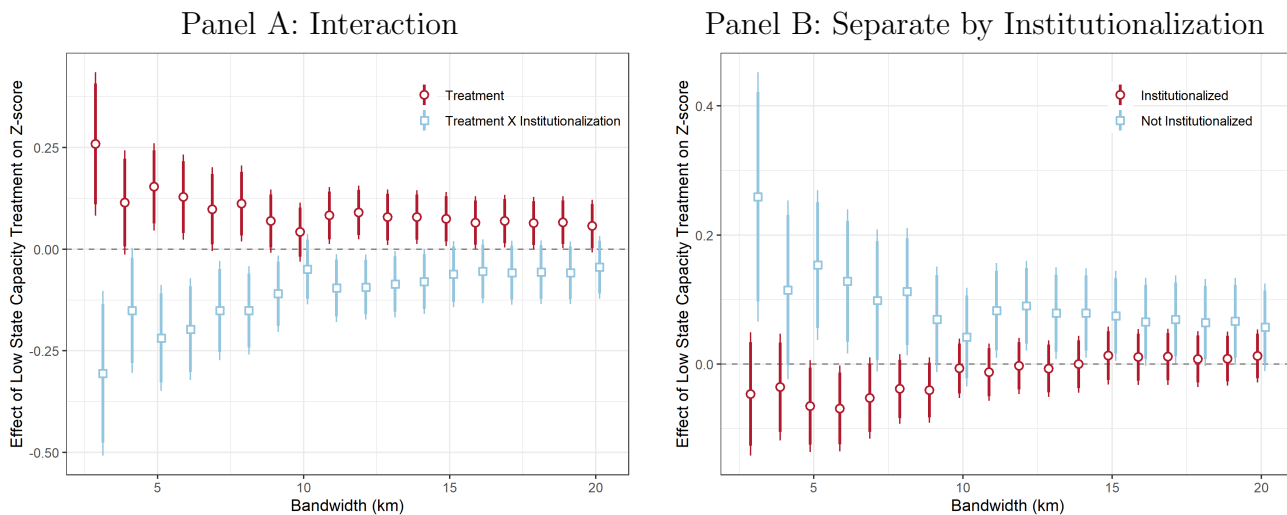 Panel A: Interaction
Effect of Low State Capacity Treatment on Z-score
0.25
0.00
-0.25
-0.50
Treatment
Treatment X Institutionalization
5
10
15
20
Bandwidth (km)
Panel B: Separate by Institutionalization
Effect of Low State Capacity Treatment on Z-score
0.4
0.2
0.0
Institutionalized
Not Institutionalized
5
10
15
20
Bandwidth (km)